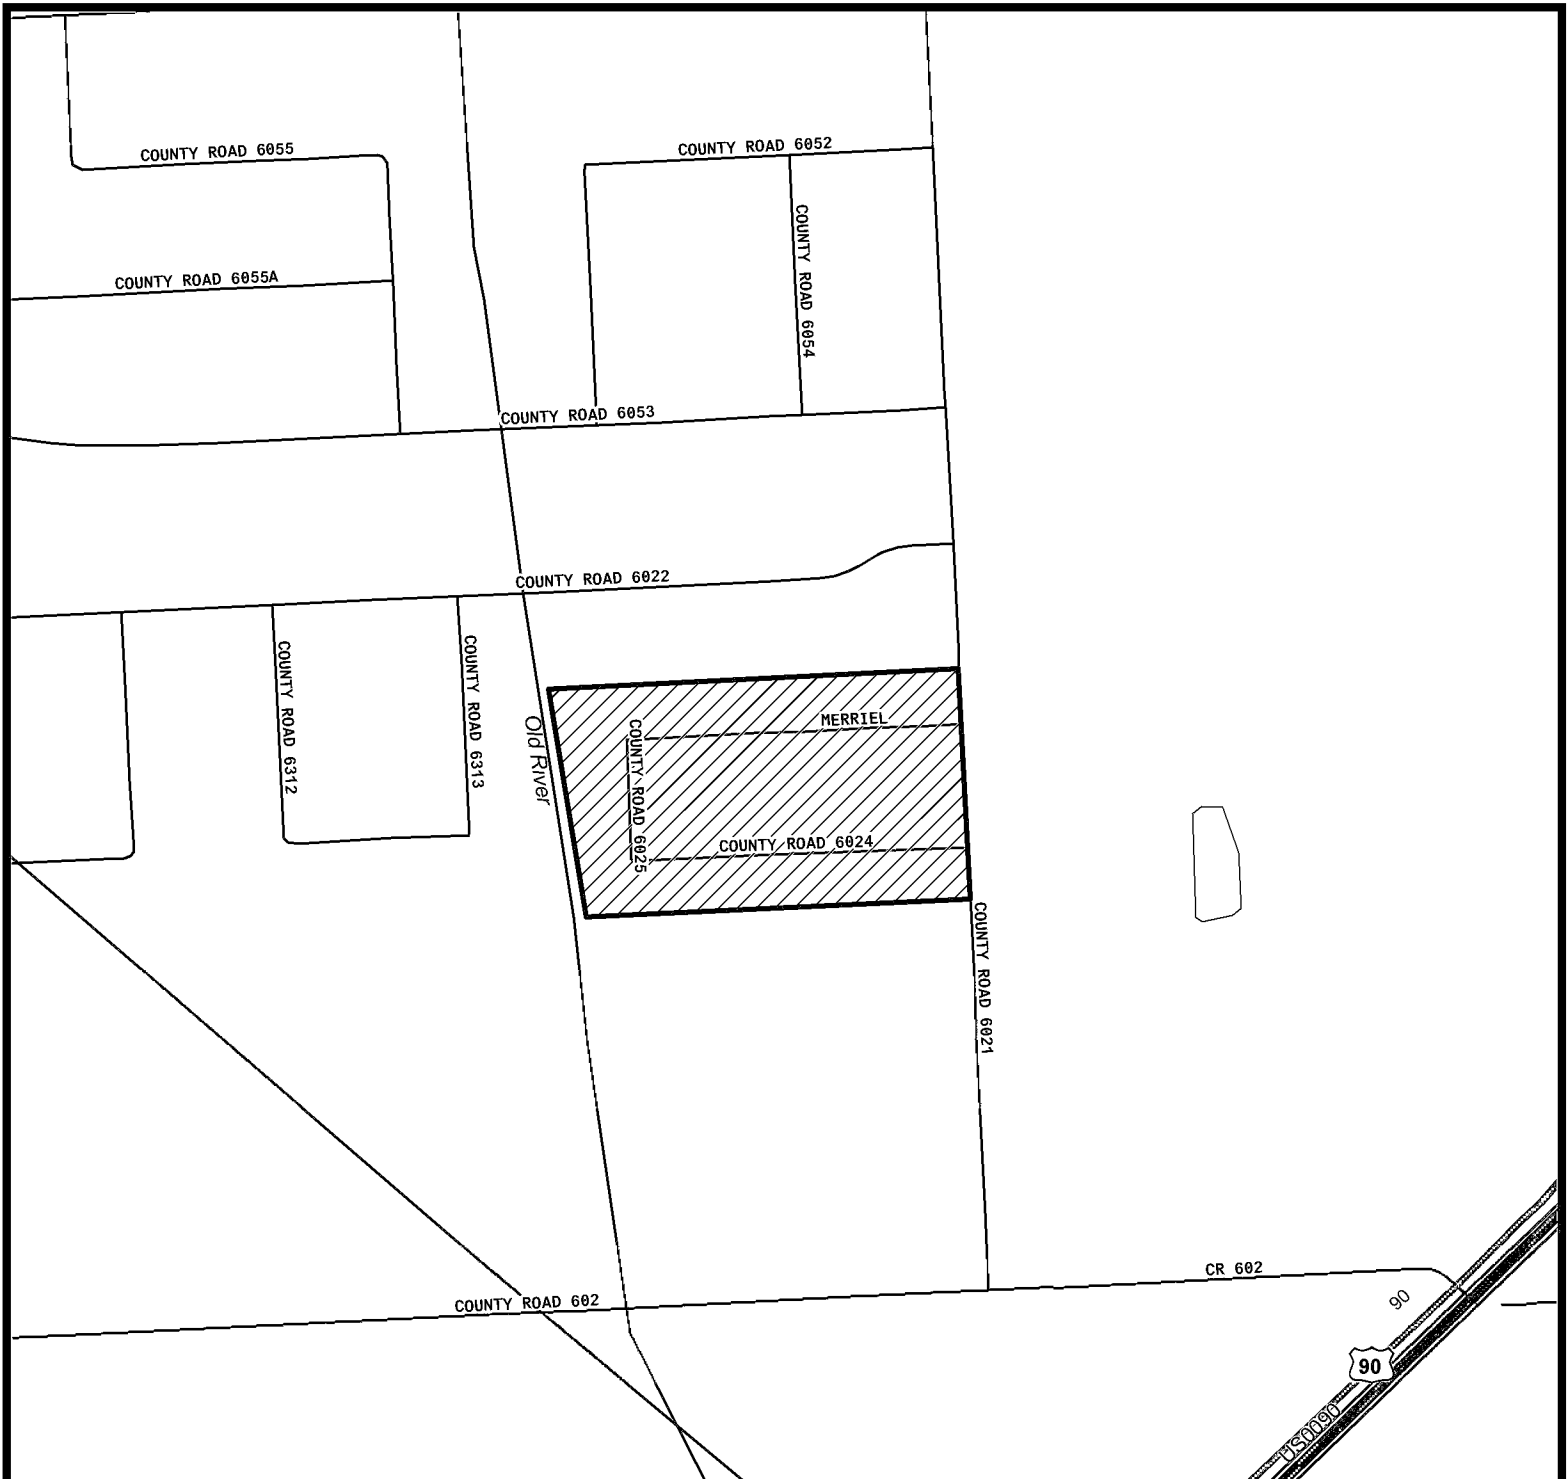 COUNTY ROAD 6055
COUNTY ROAD 6052
COUNTY ROAD 6054
COUNTY ROAD 6055A
COUNTY ROAD 6053
COUNTY ROAD 6022
COUNTY ROAD 6312
COUNTY ROAD 6313
Old River
MERRIEL
COUNTY ROAD 6025
COUNTY ROAD 6024
COUNTY ROAD 6021
CR 602
COUNTY ROAD 602
90
90
US0090